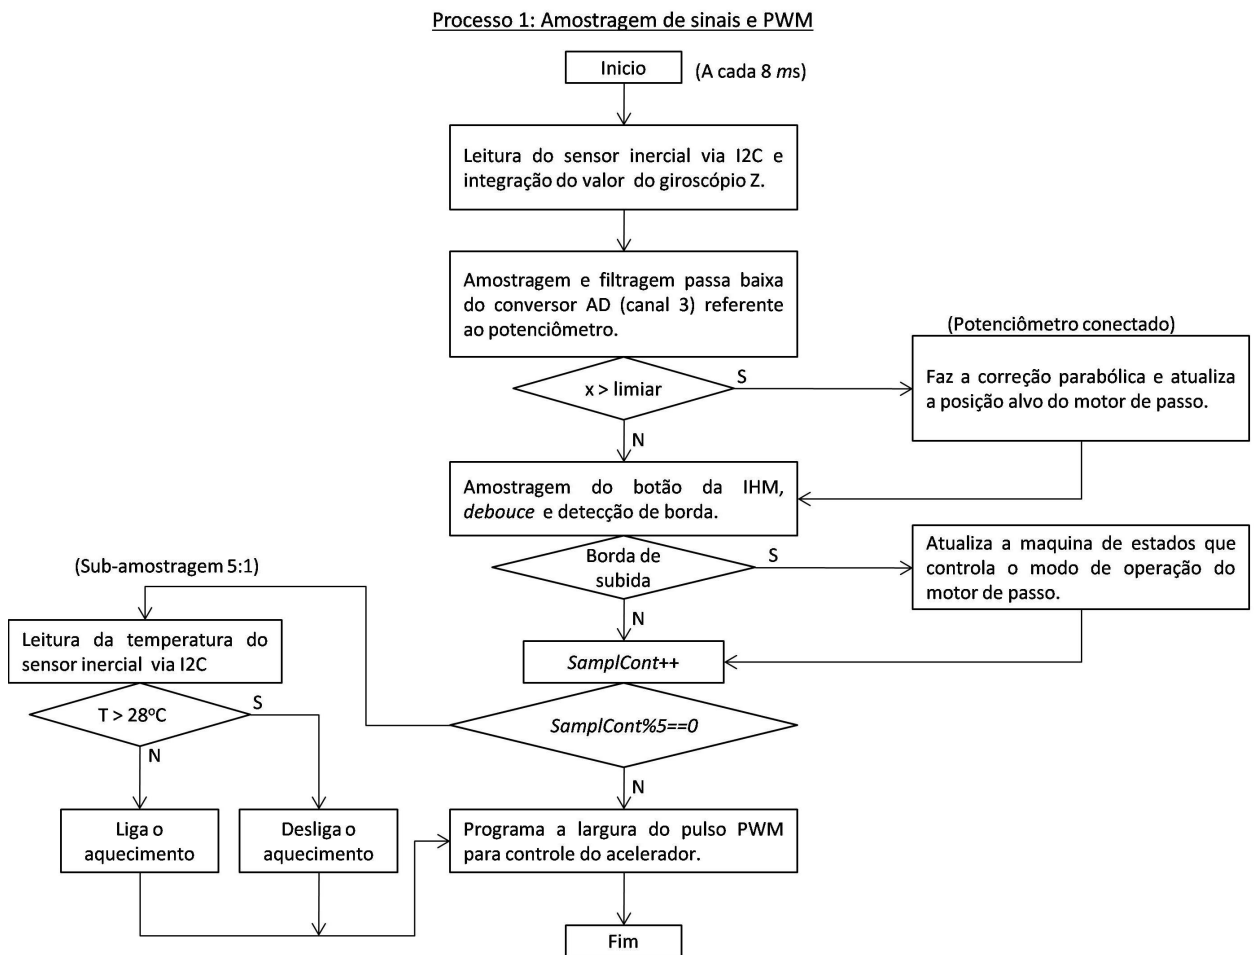 Processo 1: Amostragem de sinais e PWM
Inicio
(A cada 8 ms)
Leitura do sensor inercial via I2C e
integração do valor do giroscópio Z.
Amostragem e filtragem passa baixa
do conversor AD (canal 3) referente
ao potenciômetro.
(Potenciômetro conectado)
x > limiar
S
Faz a correção parabólica e atualiza
a posição alvo do motor de passo.
N
Amostragem do botão da IHM,
debouce e detecção de borda.
Borda de
subida
S
Atualiza a maquina de estados que
controla o modo de operação do
motor de passo.
N
(Sub-amostragem 5:1)
Leitura da temperatura do
sensor inercial via I2C
SamplCont++
T > 28ºC
S
SamplCont%5==0
N
N
Liga o
aquecimento
Desliga o
aquecimento
Programa a largura do pulso PWM
para controle do acelerador.
Fim